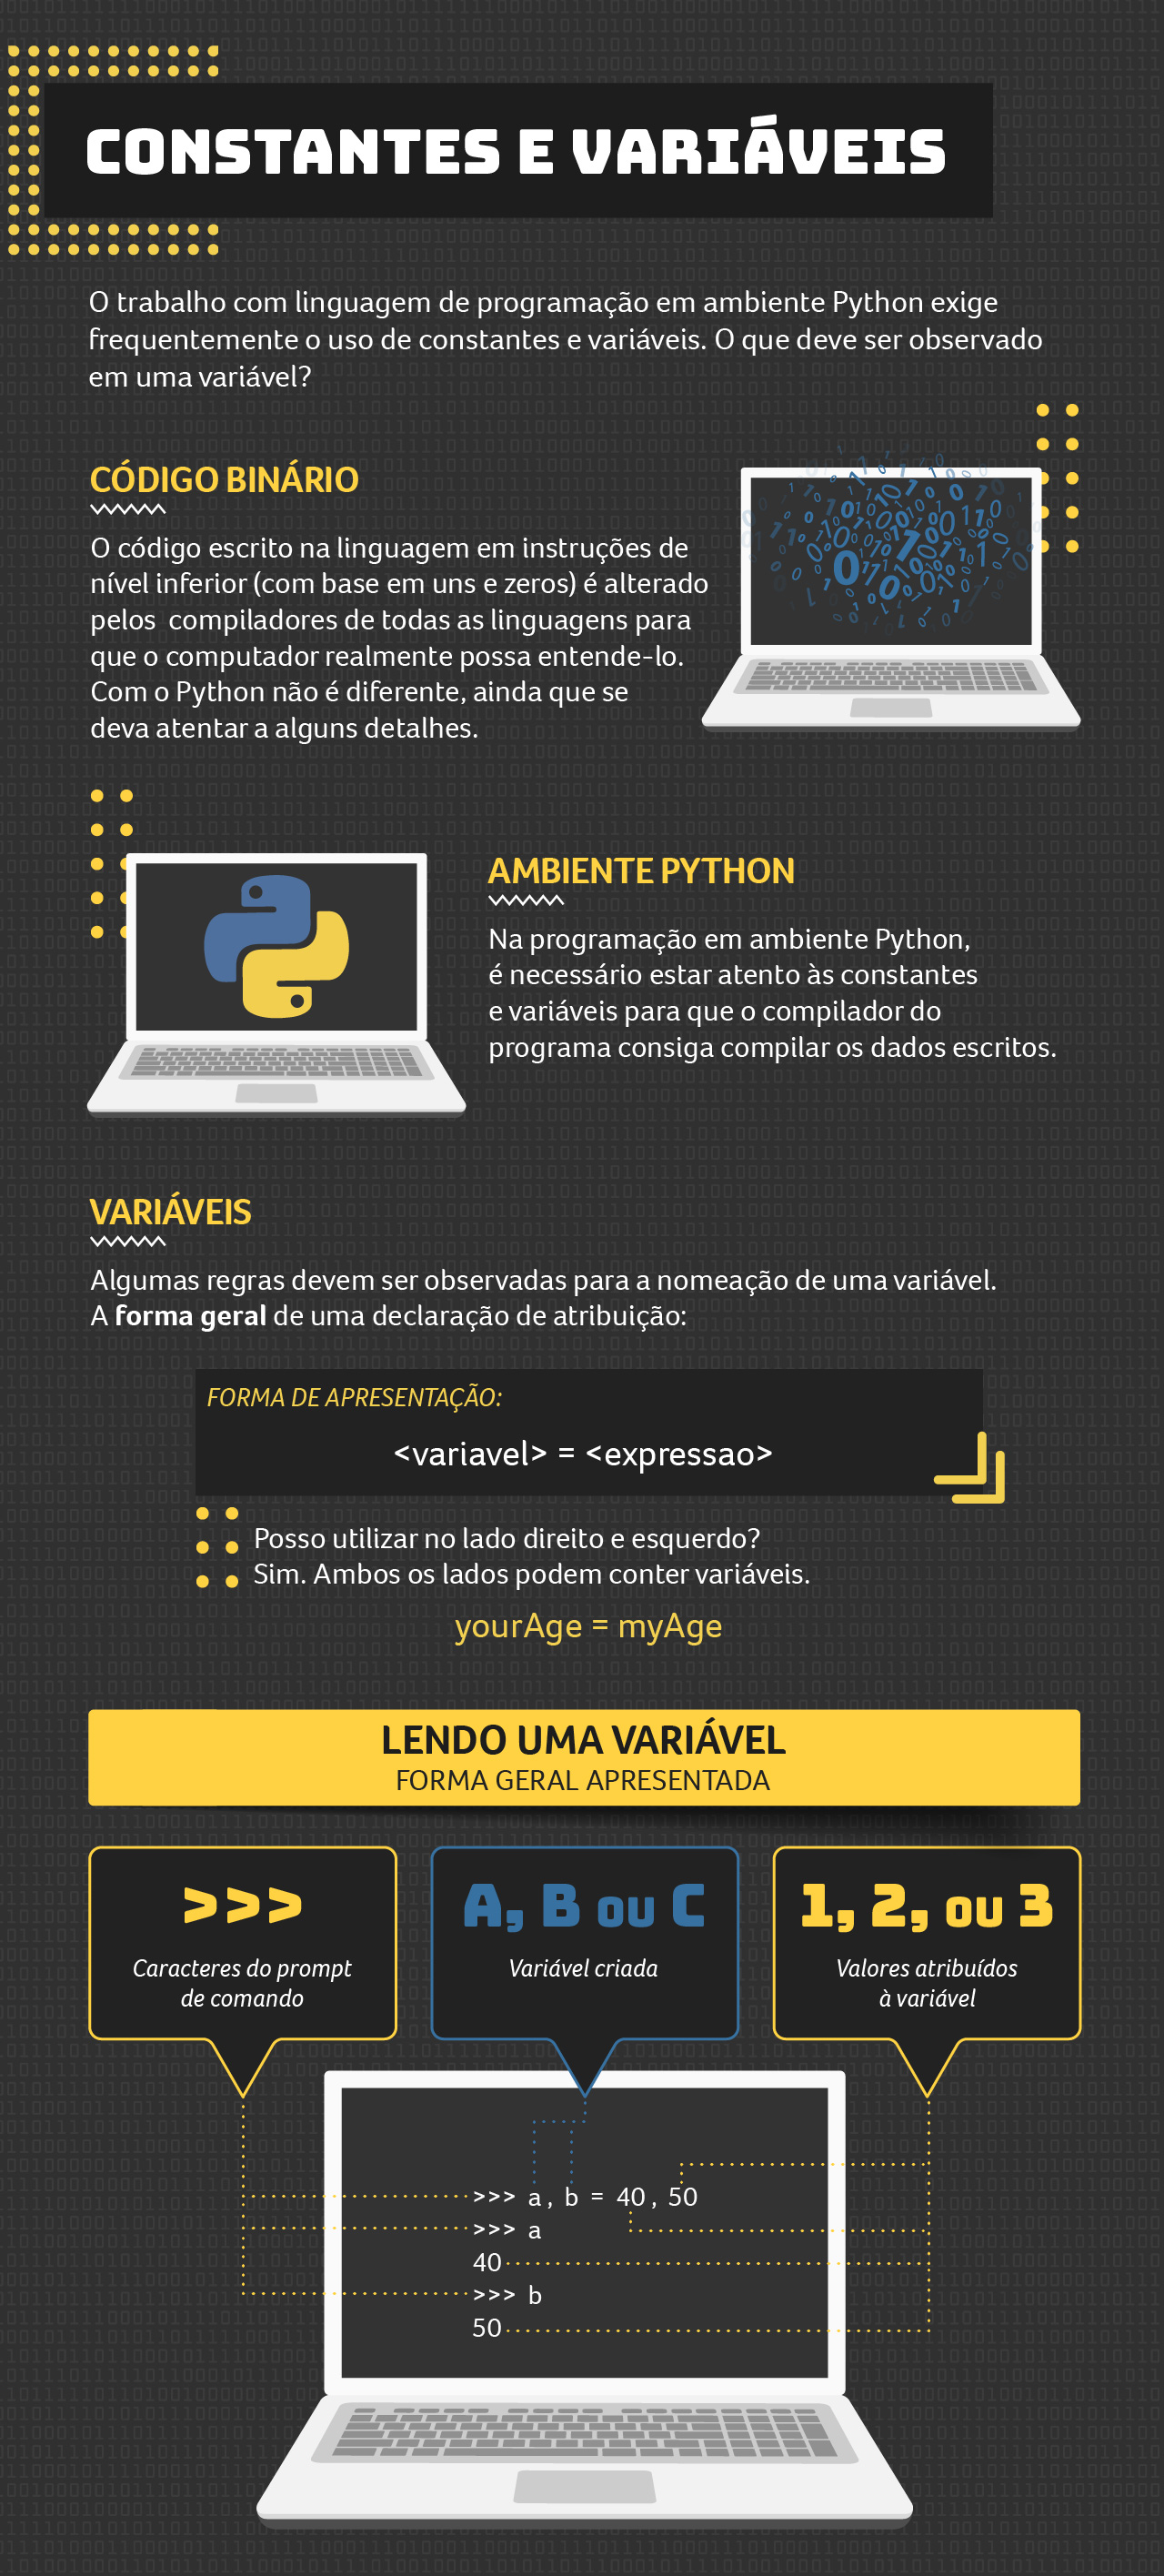 CONSTANTES E VARIÁVEIS
O trabalho com linguagem de programação em ambiente Python exige
frequentemente o uso de constantes e variáveis. O que deve ser observado
em uma variável?
CÓDIGO BINÁRIO
O código escrito na linguagem em instruções de
nível inferior (com base em uns e zeros) é alterado
pelos compiladores de todas as linguagens para
que o computador realmente possa entende-lo.
Com o Python não é diferente, ainda que se
deva atentar a alguns detalhes.
AMBIENTE PYTHON
Na programação em ambiente Python,
é necessário estar atento às constantes
e variáveis para que o compilador do
programa consiga compilar os dados escritos.
VARIÁVEIS
Algumas regras devem ser observadas para a nomeação de uma variável.
A forma geral de uma declaração de atribuição:
FORMA DE APRESENTAÇÃO:
<variavel> = <expressao>
Posso utilizar no lado direito e esquerdo?
Sim. Ambos os lados podem conter variáveis.
yourAge = myAge
LENDO UMA VARIÁVEL
FORMA GERAL APRESENTADA
>>>
Caracteres do prompt
de comando
A, B OU C
Variável criada
1, 2, OU 3
Valores atribuídos
à variável
>>> a, b = 40, 50
>>> a
40
>>> b
50